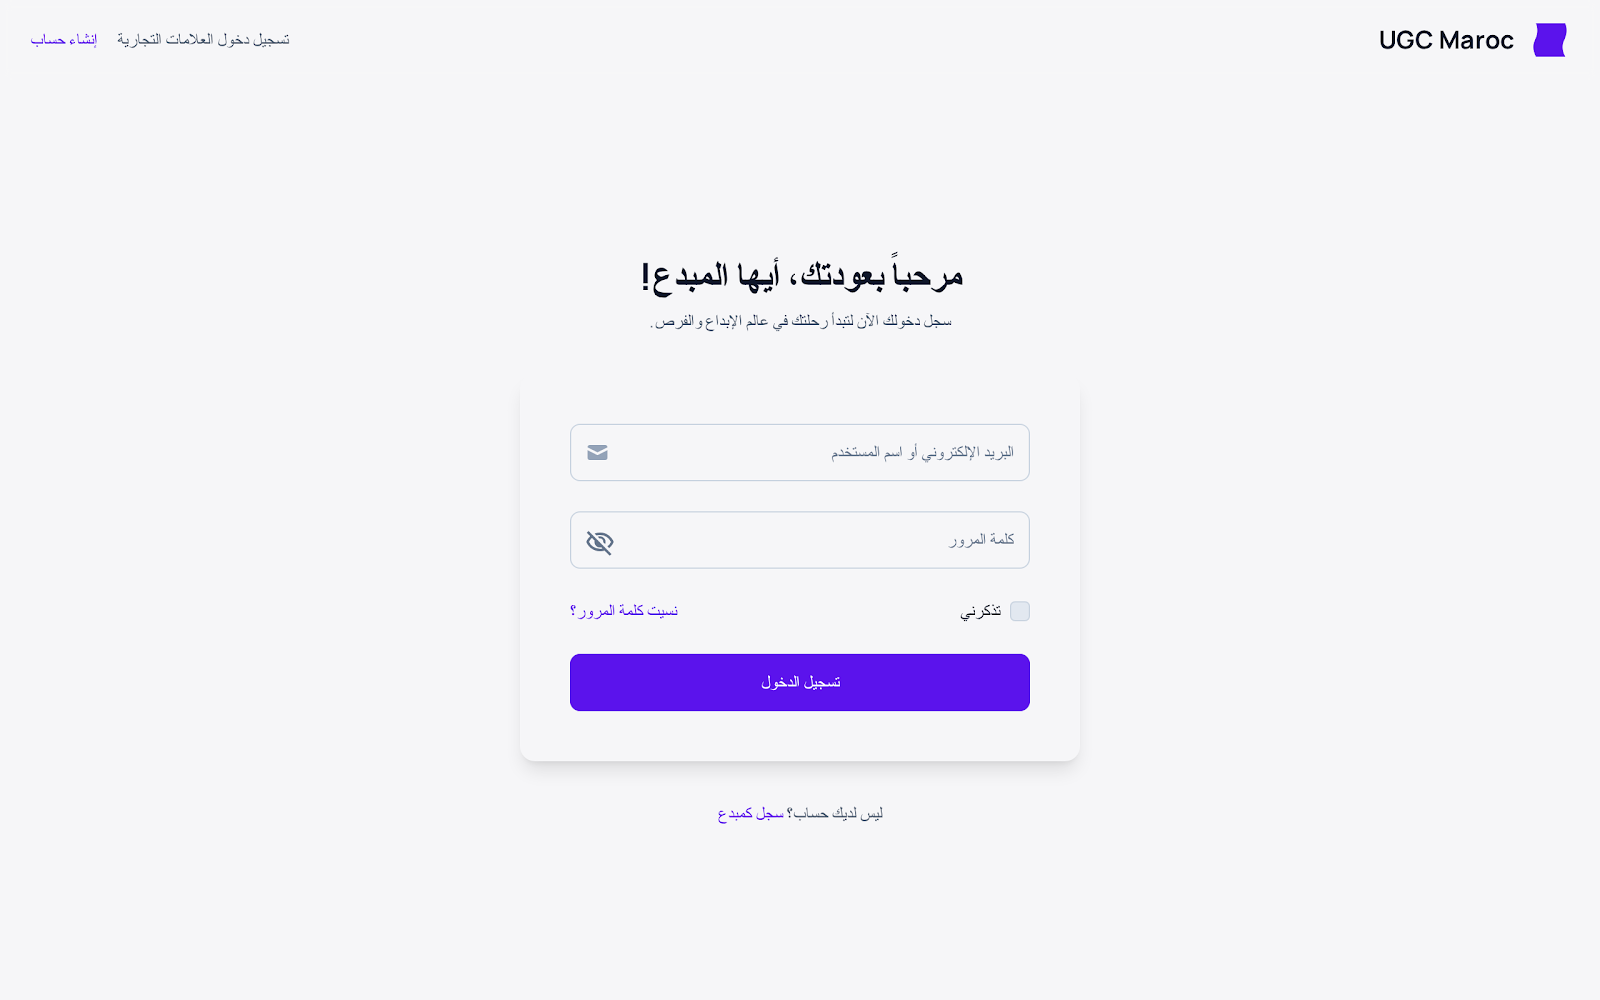 UGC Maroc
تسجيل دخول العلامات التجارية
إنشاء حساب
مرحباً بعودتك، أيها المبدع!
سجل دخولك الآن لتبدأ رحلتك في عالم الإبداع والفرص.
البريد الإلكتروني أو اسم المستخدم
كلمة المرور
تذكرني
نسيت كلمة المرور؟
تسجيل الدخول
ليس لديك حساب؟ سجل كمبدع